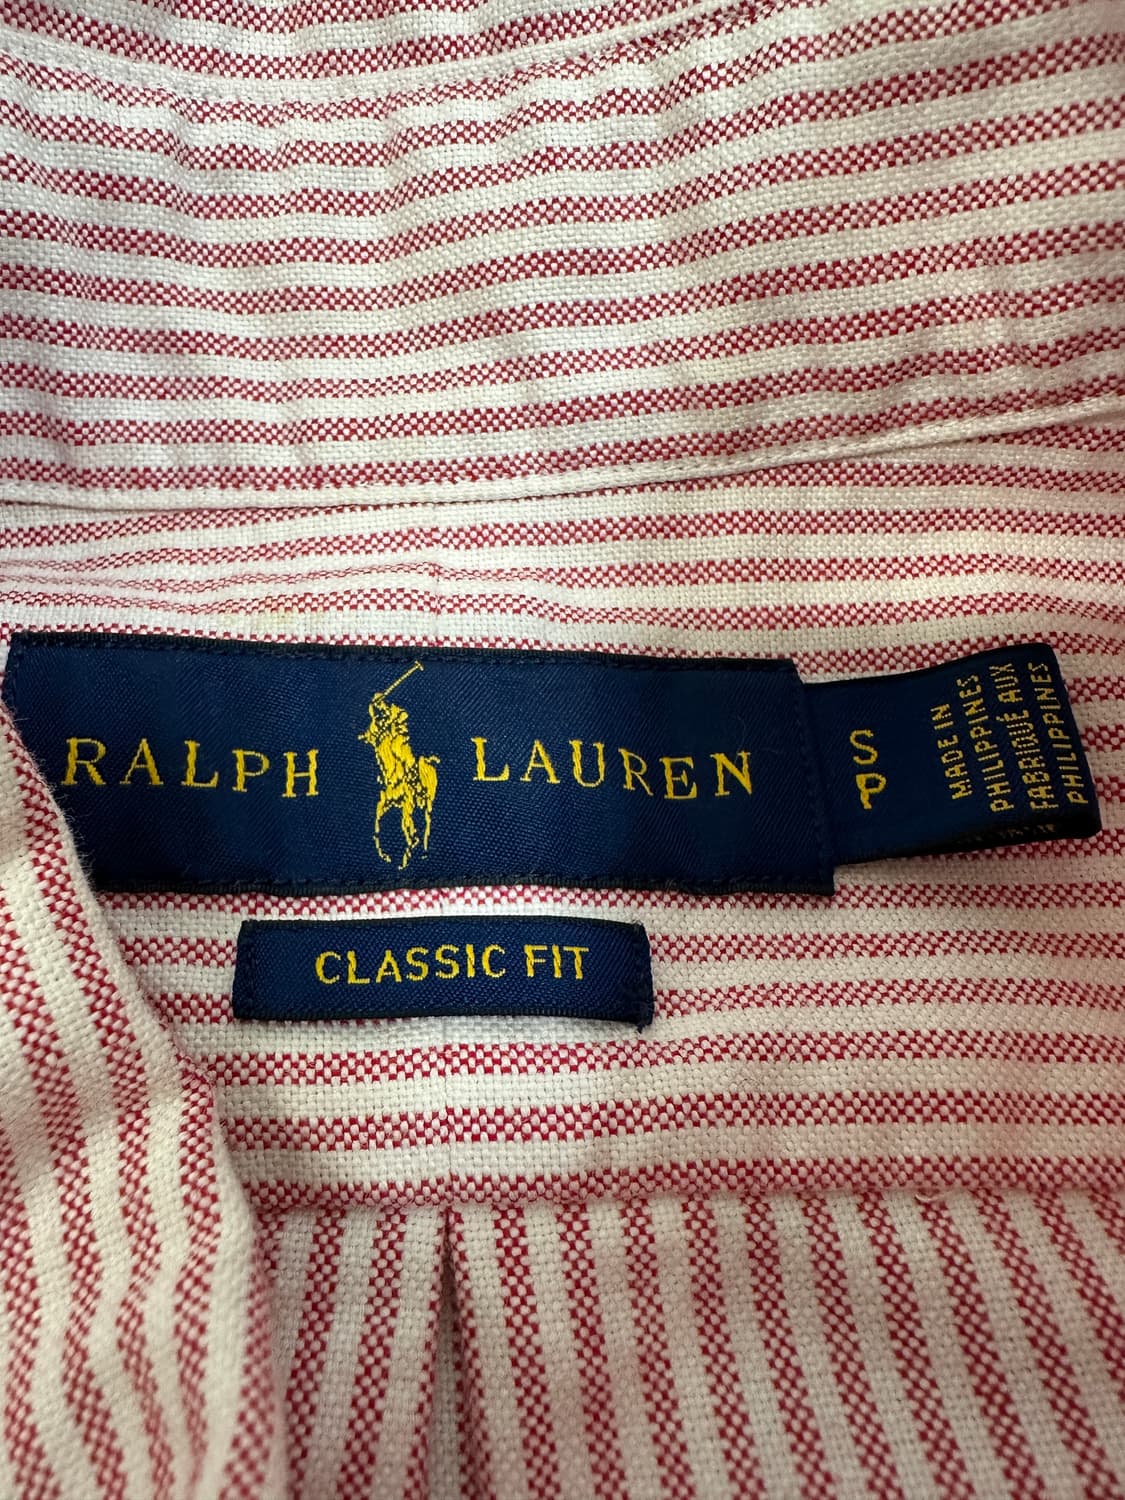 RALPH LAUREN
S
P
MADE IN
PHILIPPINES
FABRIQUÉ AUX
PHILIPPINES
CLASSIC FIT